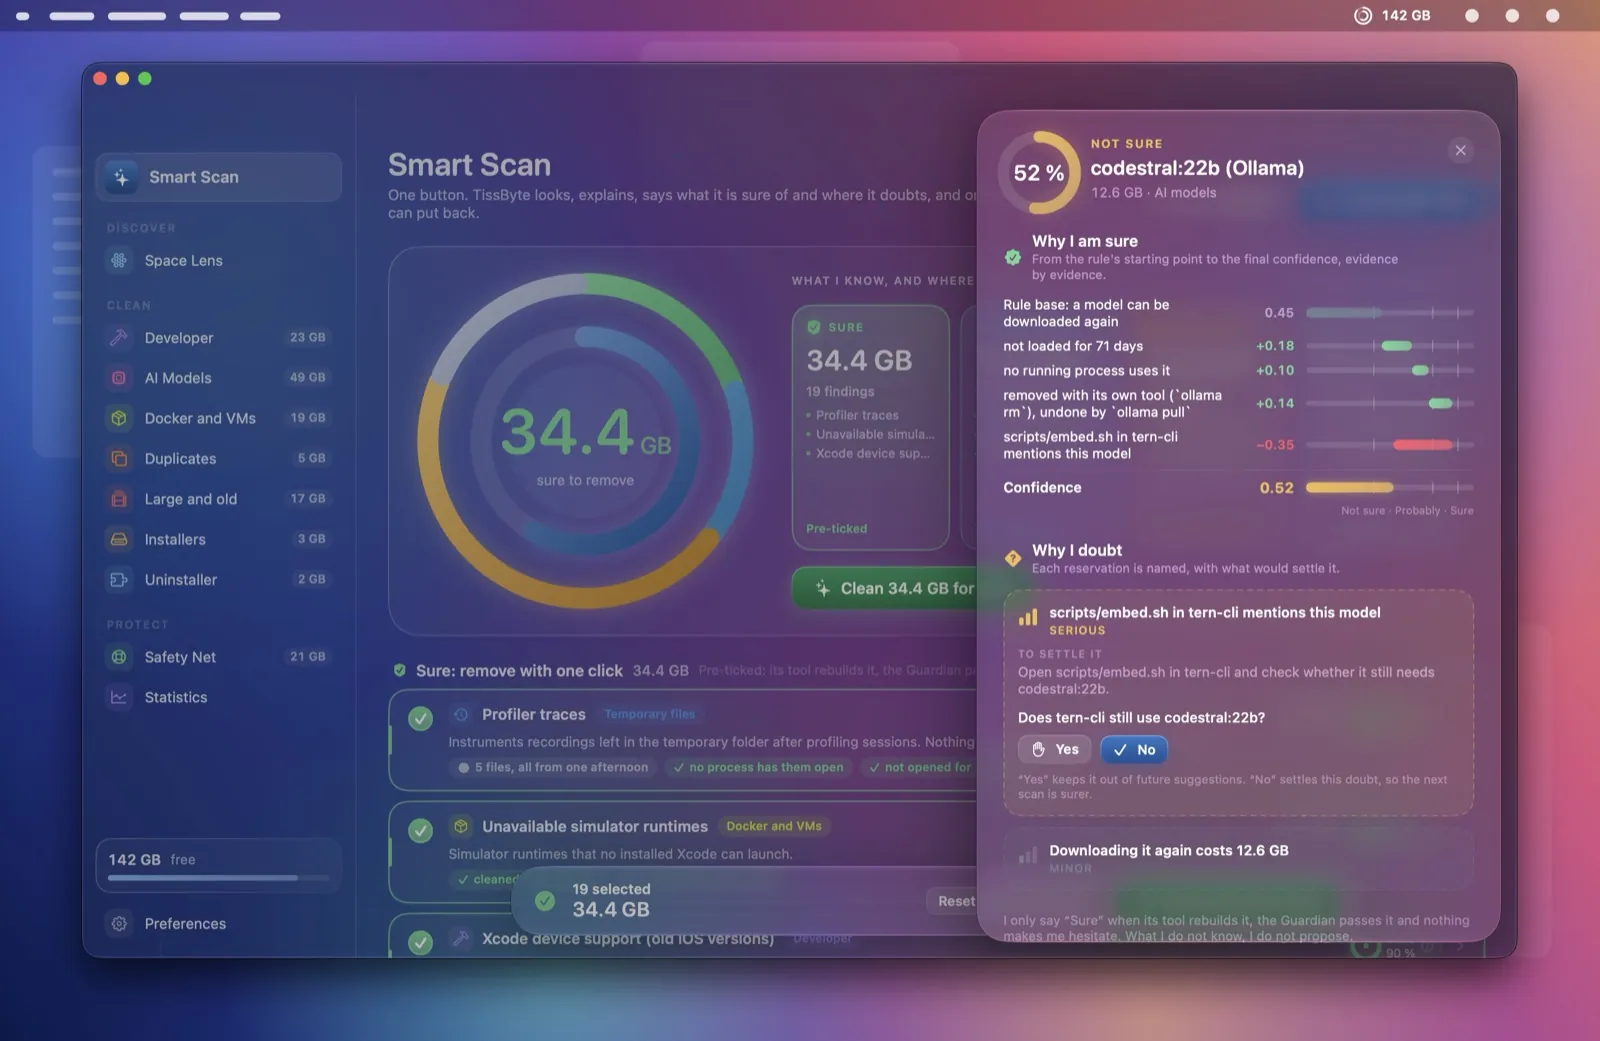 142 GB
Smart Scan
DISCOVER
Space Lens
CLEAN
Developer 23 GB
AI Models 49 GB
Docker and VMs 19 GB
Duplicates 5 GB
Large and old 17 GB
Installers 3 GB
Uninstaller 2 GB
PROTECT
Safety Net 21 GB
Statistics
142 GB free
Preferences
Smart Scan
One button. TissByte looks, explains, says what it is sure of and where it doubts, and
can put back.
34.4 GB
sure to remove
WHAT I KNOW, AND WHERE
SURE
34.4 GB
19 findings
• Profiler traces
• Unavailable simula...
• Xcode device sup...
Pre-ticked
Clean 34.4 GB for
Sure: remove with one click 34.4 GB Pre-ticked: its tool rebuilds it, the Guardian
Profiler traces Temporary files
Instruments recordings left in the temporary folder after profiling sessions. Nothing
5 files, all from one afternoon no process has them open not opened for
Unavailable simulator runtimes Docker and VMs
Simulator runtimes that no installed Xcode can launch.
cleaned
19 selected
34.4 GB
Reset
Xcode device support (old iOS versions) Developer
90 %
52 %
NOT SURE
codestral:22b (Ollama)
12.6 GB · AI models
Why I am sure
From the rule's starting point to the final confidence, evidence
by evidence.
Rule base: a model can be
downloaded again 0.45
not loaded for 71 days +0.18
no running process uses it +0.10
removed with its own tool (`ollama
rm`), undone by `ollama pull` +0.14
scripts/embed.sh in tern-cli
mentions this model −0.35
Confidence 0.52
Not sure · Probably · Sure
Why I doubt
Each reservation is named, with what would settle it.
scripts/embed.sh in tern-cli mentions this model
SERIOUS
TO SETTLE IT
Open scripts/embed.sh in tern-cli and check whether it still needs
codestral:22b.
Does tern-cli still use codestral:22b?
Yes No
“Yes” keeps it out of future suggestions. “No” settles this doubt, so the next
scan is surer.
Downloading it again costs 12.6 GB
MINOR
I only say “Sure” when its tool rebuilds it, the Guardian passes it and nothing
makes me hesitate. What I do not know, I do not propose.